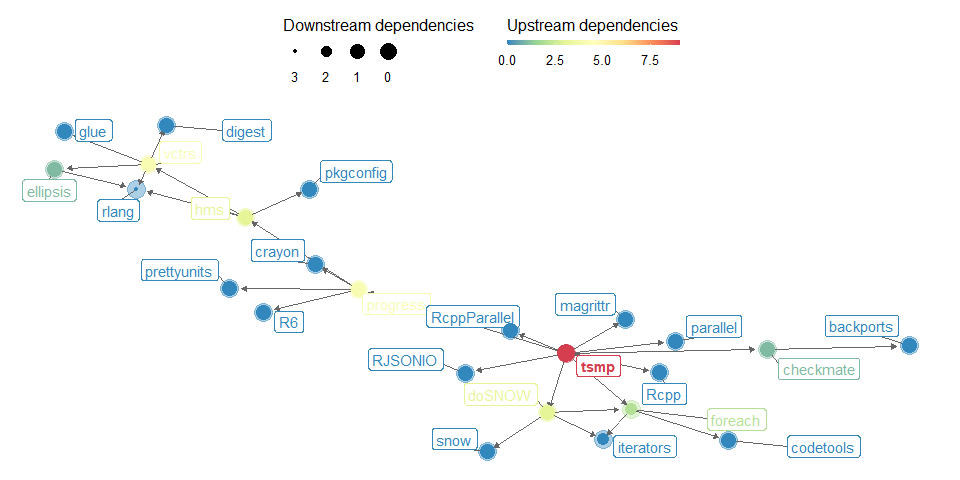 Downstream dependencies
3 2 1 0
Upstream dependencies
0.0 2.5 5.0 7.5
glue
digest
vctrs
pkgconfig
ellipsis
rlang
hms
crayon
prettyunits
progress
R6
RcppParallel
magrittr
parallel
backports
RJSONIO
tsmp
checkmate
doSNOW
Rcpp
foreach
snow
iterators
codetools